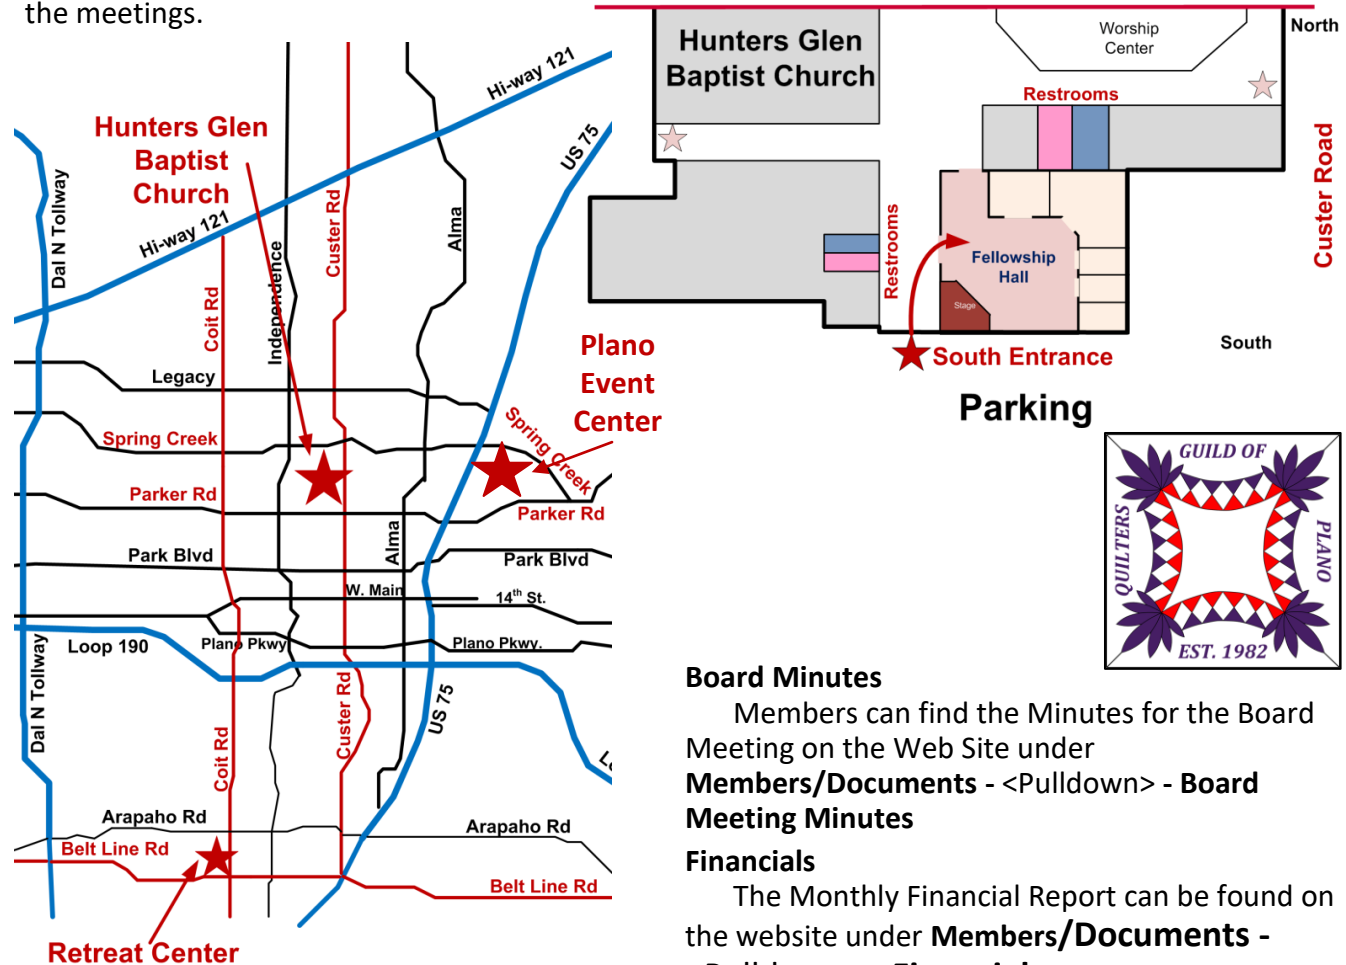 the meetings.
Hi-way 121
US 75
Hunters Glen
Baptist
Church
Dal N Tollway
Hi-way 121
Custer Rd
Alma
Independence
Coit Rd
Legacy
Plano
Event
Center
Spring Creek
Spring Creek
Parker Rd
Parker Rd
Alma
Park Blvd
Park Blvd
W. Main
14th St.
Plano Pkwy
Plano Pkwy.
Loop 190
Dal N Tollway
Custer Rd
US 75
Coit Rd
Arapaho Rd
Arapaho Rd
Belt Line Rd
Belt Line Rd
Retreat Center
Hunters Glen
Baptist Church
Worship
Center
North
Restrooms
Custer Road
Restrooms
Fellowship
Hall
Stage
South Entrance
South
Parking
GUILD OF
QUILTERS
PLANO
EST. 1982
Board Minutes
Members can find the Minutes for the Board
Meeting on the Web Site under
Members/Documents - <Pulldown> - Board
Meeting Minutes
Financials
The Monthly Financial Report can be found on
the website under Members/Documents -